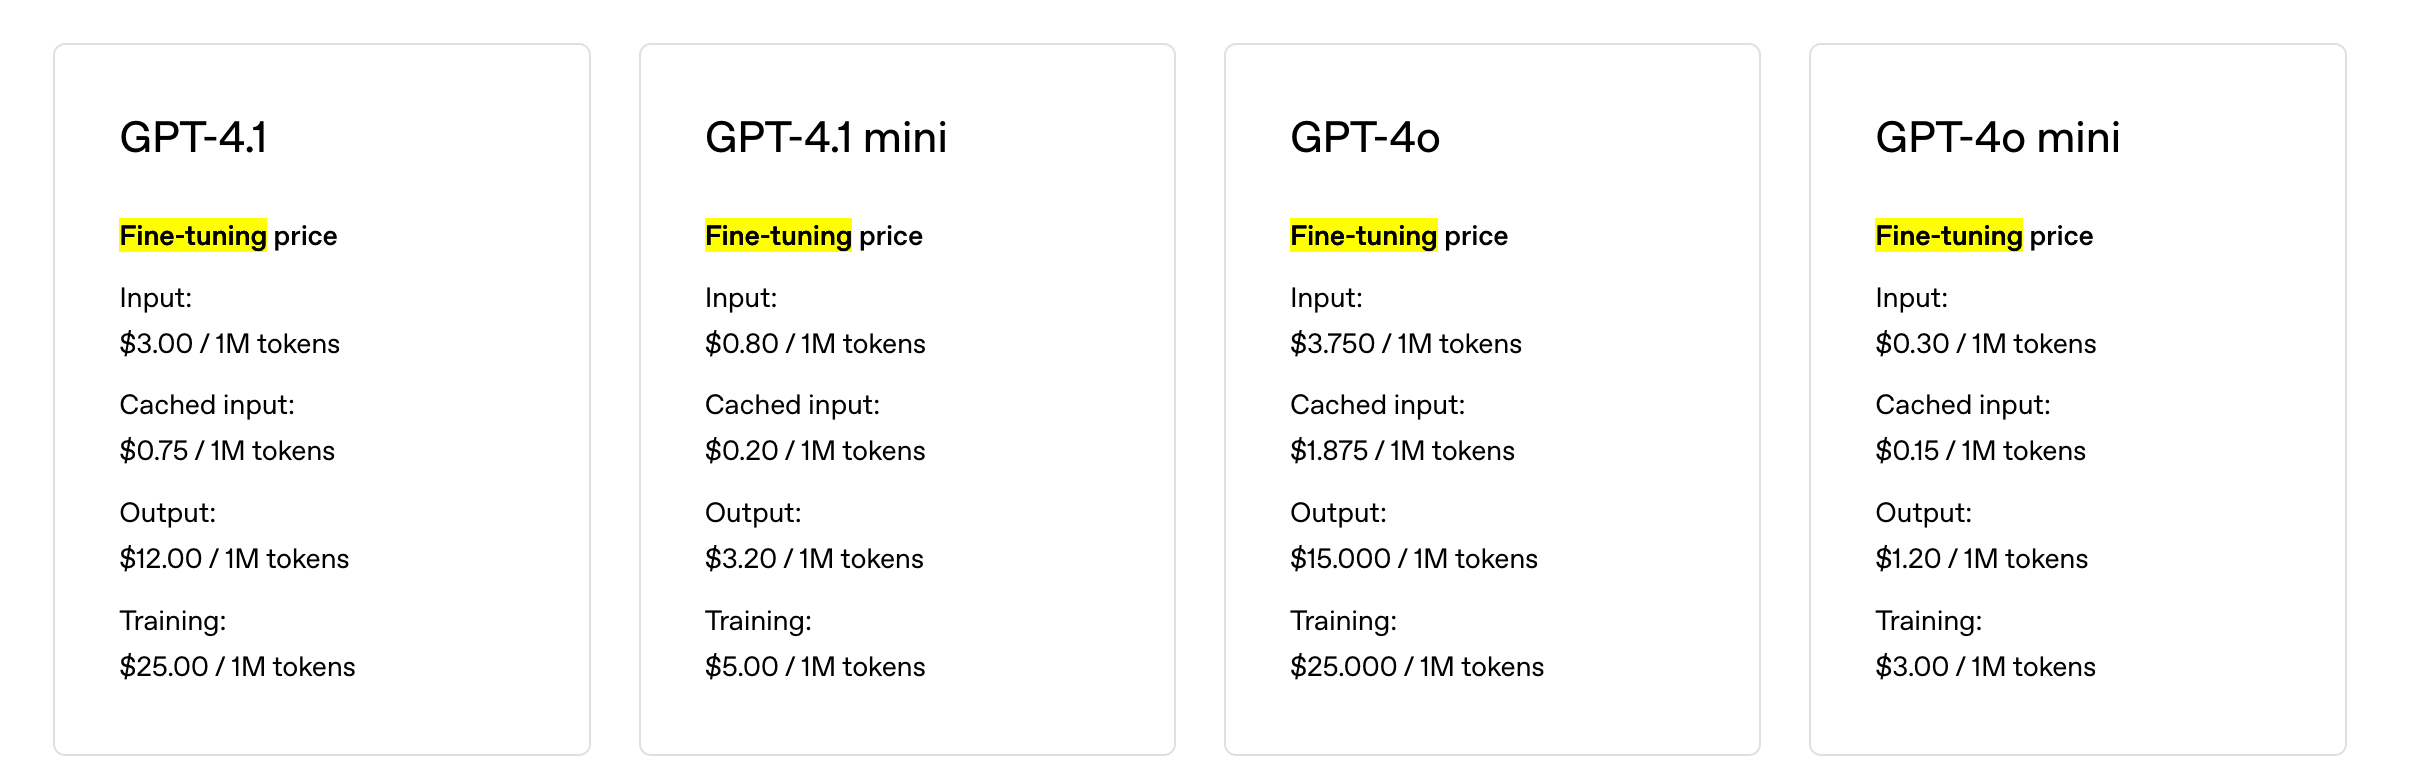 GPT-4.1
Fine-tuning price
Input:
$3.00 / 1M tokens
Cached input:
$0.75 / 1M tokens
Output:
$12.00 / 1M tokens
Training:
$25.00 / 1M tokens
GPT-4.1 mini
Fine-tuning price
Input:
$0.80 / 1M tokens
Cached input:
$0.20 / 1M tokens
Output:
$3.20 / 1M tokens
Training:
$5.00 / 1M tokens
GPT-4o
Fine-tuning price
Input:
$3.750 / 1M tokens
Cached input:
$1.875 / 1M tokens
Output:
$15.000 / 1M tokens
Training:
$25.000 / 1M tokens
GPT-4o mini
Fine-tuning price
Input:
$0.30 / 1M tokens
Cached input:
$0.15 / 1M tokens
Output:
$1.20 / 1M tokens
Training:
$3.00 / 1M tokens